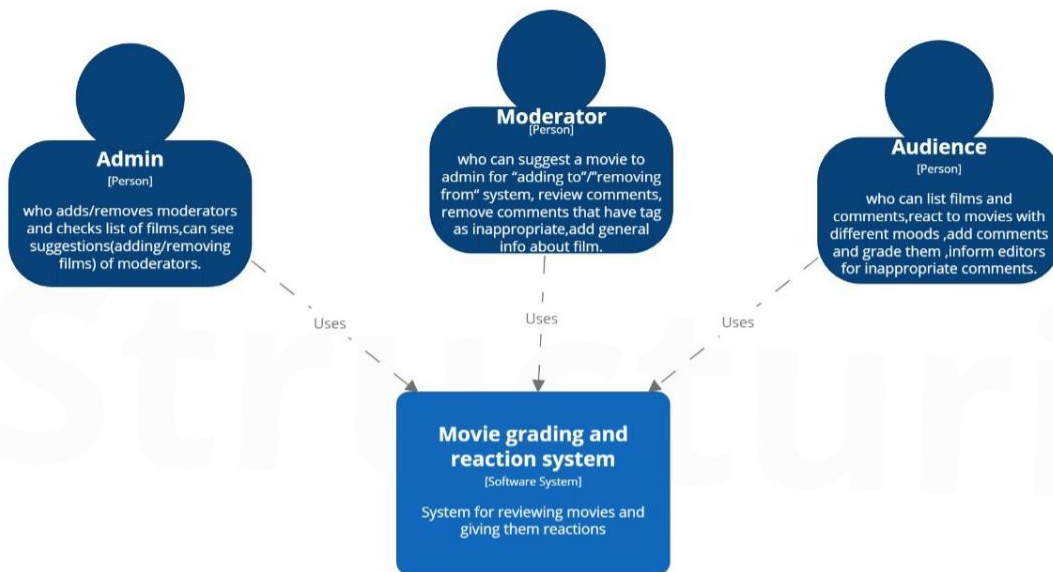 Admin
[Person]
who adds/removes moderators
and checks list of films,can see
suggestions(adding/removing
films) of moderators.
Moderator
[Person]
who can suggest a movie to
admin for “adding to”/“removing
from“ system, review comments,
remove comments that have tag
as inappropriate,add general
info about film.
Audience
[Person]
who can list films and
comments,react to movies with
different moods ,add comments
and grade them ,inform editors
for inappropriate comments.
Uses
Uses
Uses
Structuri
Movie grading and
reaction system
[Software System]
System for reviewing movies and
giving them reactions